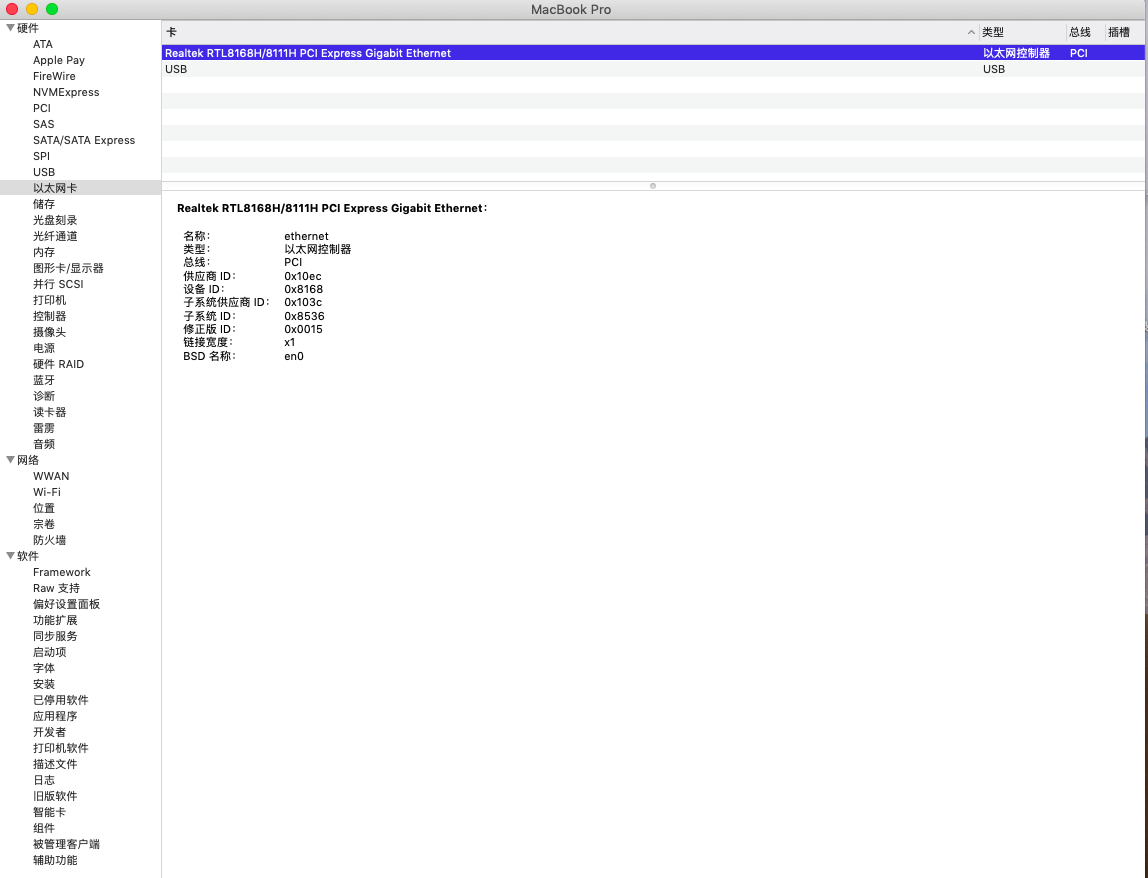 MacBook Pro
硬件
ATA
Apple Pay
FireWire
NVMExpress
PCI
SAS
SATA/SATA Express
SPI
USB
以太网卡
储存
光盘刻录
光纤通道
内存
图形卡/显示器
并行 SCSI
打印机
控制器
摄像头
电源
硬件 RAID
蓝牙
诊断
读卡器
雷雳
音频
网络
WWAN
Wi-Fi
位置
宗卷
防火墙
软件
Framework
Raw 支持
偏好设置面板
功能扩展
同步服务
启动项
字体
安装
已停用软件
应用程序
开发者
打印机软件
描述文件
日志
旧版软件
智能卡
组件
被管理客户端
辅助功能
卡 类型 总线 插槽
Realtek RTL8168H/8111H PCI Express Gigabit Ethernet 以太网控制器 PCI
USB USB
Realtek RTL8168H/8111H PCI Express Gigabit Ethernet:
名称: ethernet
类型: 以太网控制器
总线: PCI
供应商 ID: 0x10ec
设备 ID: 0x8168
子系统供应商 ID: 0x103c
子系统 ID: 0x8536
修正版 ID: 0x0015
链接宽度: x1
BSD 名称: en0